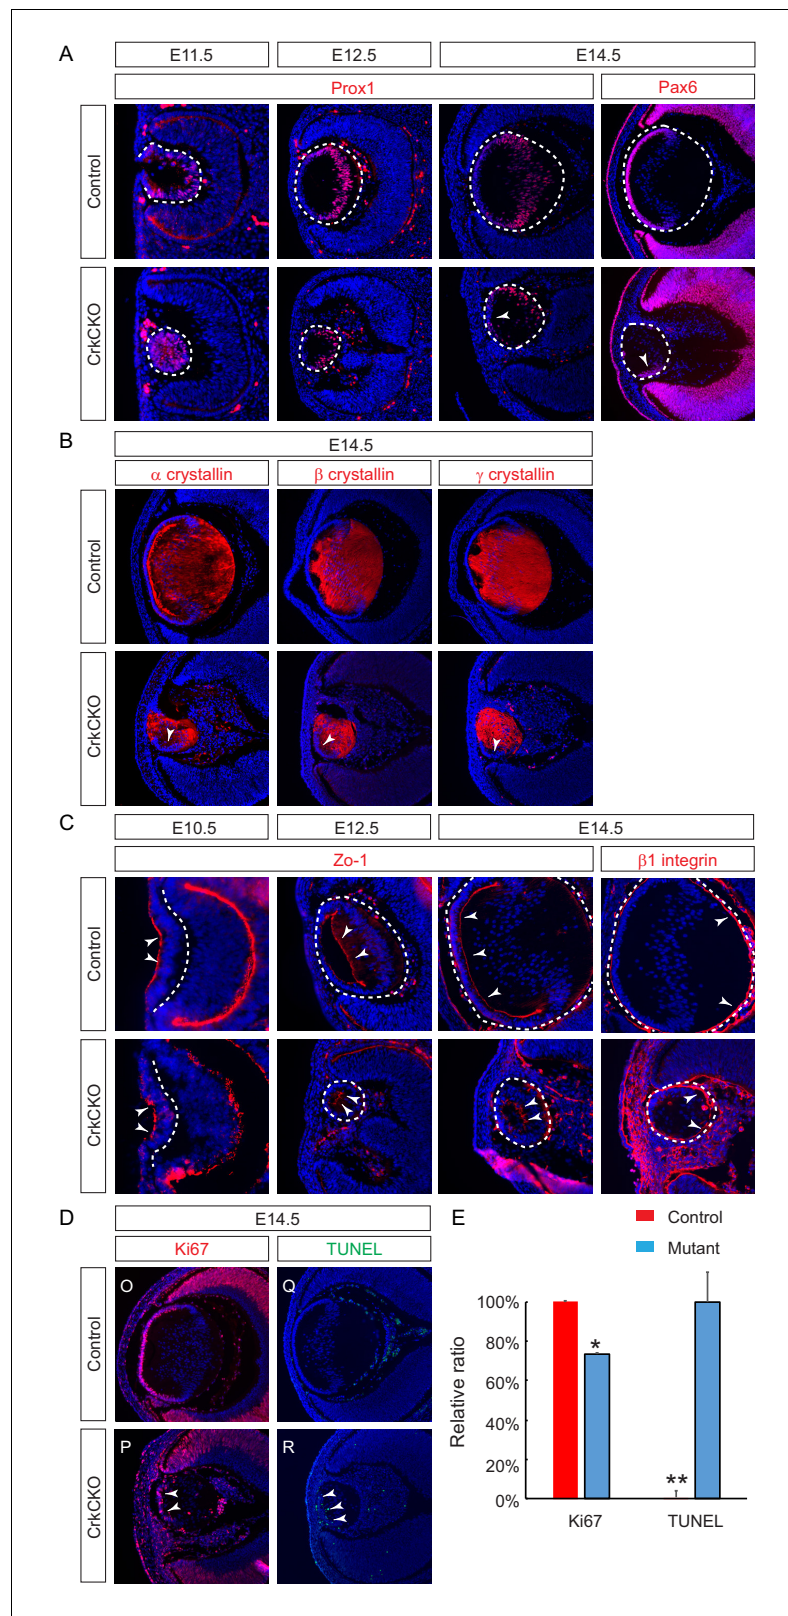 A
E11.5 E12.5 E14.5
Prox1 Pax6
Control
CrkCKO
B
E14.5
α crystallin β crystallin γ crystallin
Control
CrkCKO
C
E10.5 E12.5 E14.5
Zo-1 β1 integrin
Control
CrkCKO
D
E14.5
Ki67 TUNEL
Control
O Q
CrkCKO
P R
E
Control
Mutant
Relative ratio
100%
80%
60%
40%
20%
0%
*
**
Ki67 TUNEL